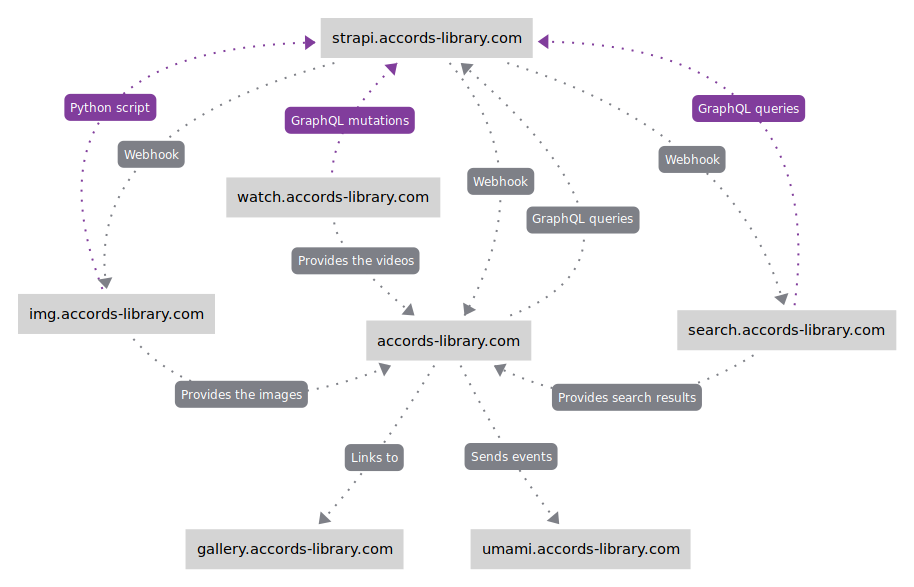 strapi.accords-library.com
Python script
GraphQL queries
GraphQL mutations
Webhook
Webhook
Webhook
watch.accords-library.com
GraphQL queries
Provides the videos
img.accords-library.com
search.accords-library.com
accords-library.com
Provides the images
Provides search results
Links to
Sends events
gallery.accords-library.com
umami.accords-library.com